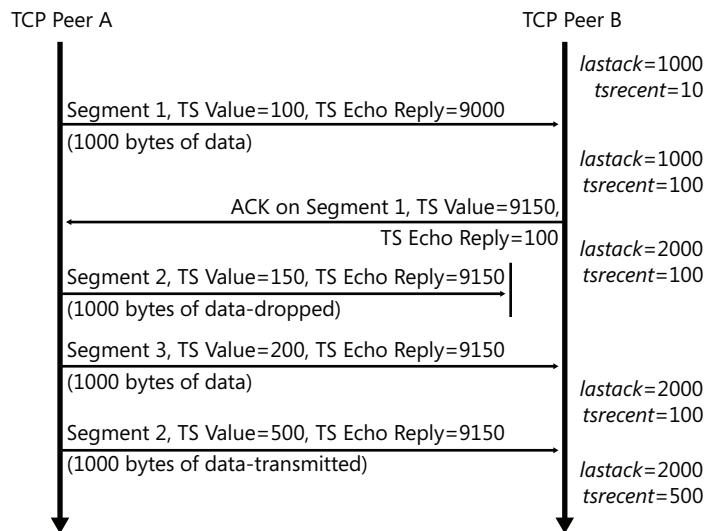 TCP Peer A
TCP Peer B
lastack=1000
tsrecent=10
Segment 1, TS Value=100, TS Echo Reply=9000
(1000 bytes of data)
lastack=1000
tsrecent=100
ACK on Segment 1, TS Value=9150,
TS Echo Reply=100
lastack=2000
tsrecent=100
Segment 2, TS Value=150, TS Echo Reply=9150
(1000 bytes of data-dropped)
Segment 3, TS Value=200, TS Echo Reply=9150
(1000 bytes of data)
lastack=2000
tsrecent=100
Segment 2, TS Value=500, TS Echo Reply=9150
(1000 bytes of data-transmitted)
lastack=2000
tsrecent=500